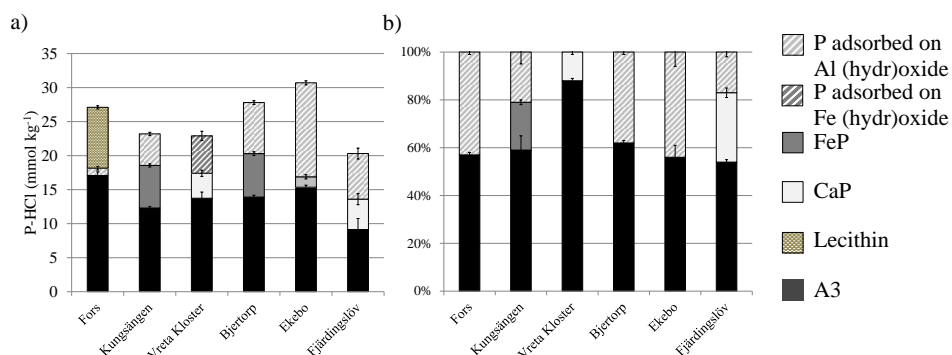 a)
P-HCl (mmol kg⁻¹)
35
30
25
20
15
10
5
0
Fors
Kungsängen
Vreta Kloster
Bjertorp
Ekebo
Fjärdingslöv
b)
100%
80%
60%
40%
20%
0%
Fors
Kungsängen
Vreta Kloster
Bjertorp
Ekebo
Fjärdingslöv
P adsorbed on
Al (hydr)oxide
P adsorbed on
Fe (hydr)oxide
FeP
CaP
Lecithin
A3